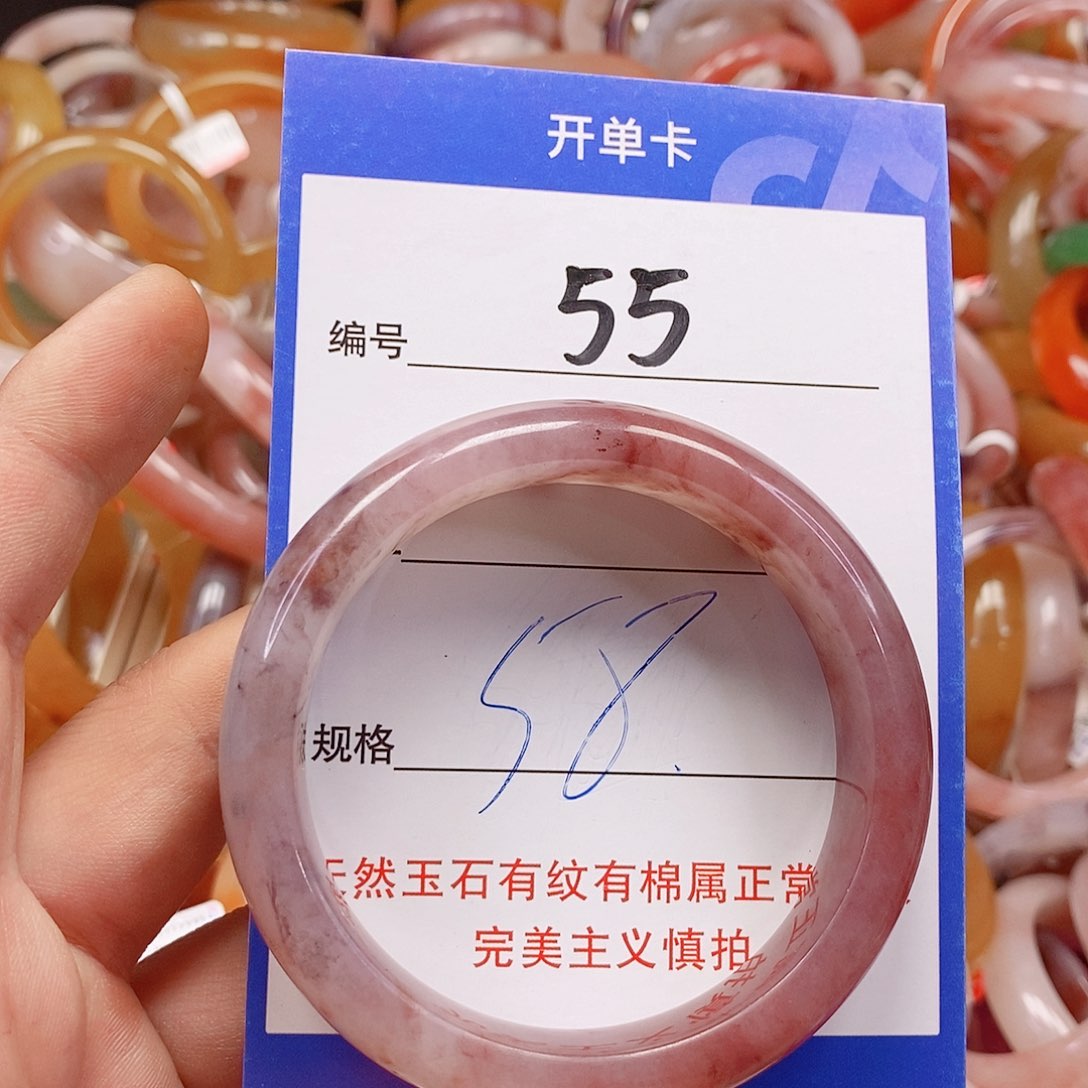 开单卡
编号 55
规格 58.
天然玉石有纹有棉属正常
完美主义慎拍